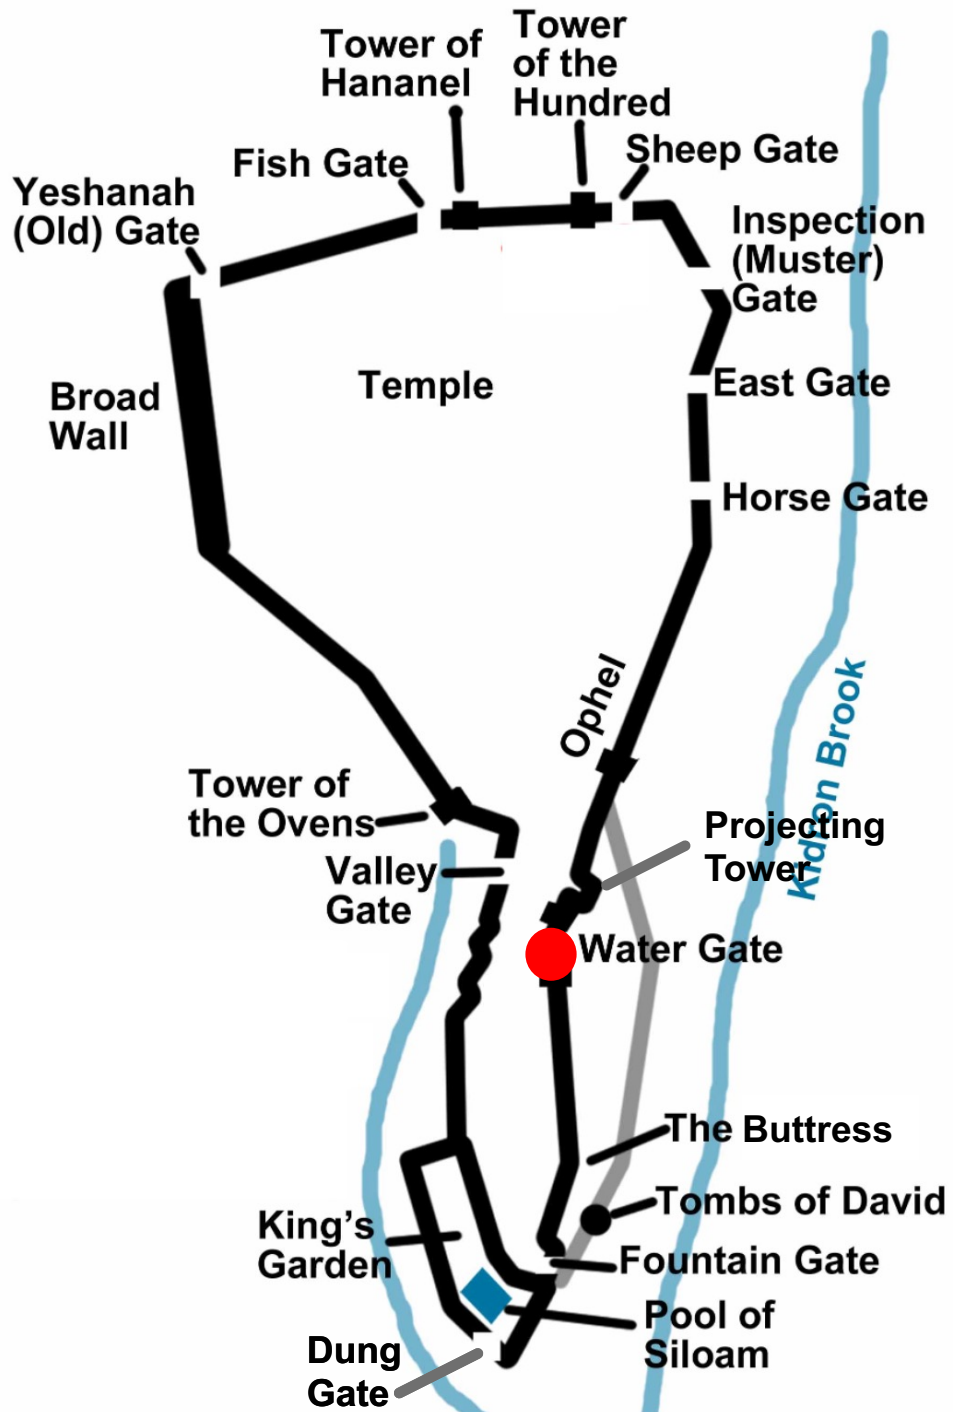 Tower of
Hananel
Tower
of the
Hundred
Fish Gate
Sheep Gate
Yeshanah
(Old) Gate
Inspection
(Muster)
Gate
Broad
Wall
Temple
East Gate
Horse Gate
Ophel
Kidron Brook
Tower of
the Ovens
Projecting
Tower
Valley
Gate
Water Gate
The Buttress
Tombs of David
King's
Garden
Fountain Gate
Pool of
Siloam
Dung
Gate